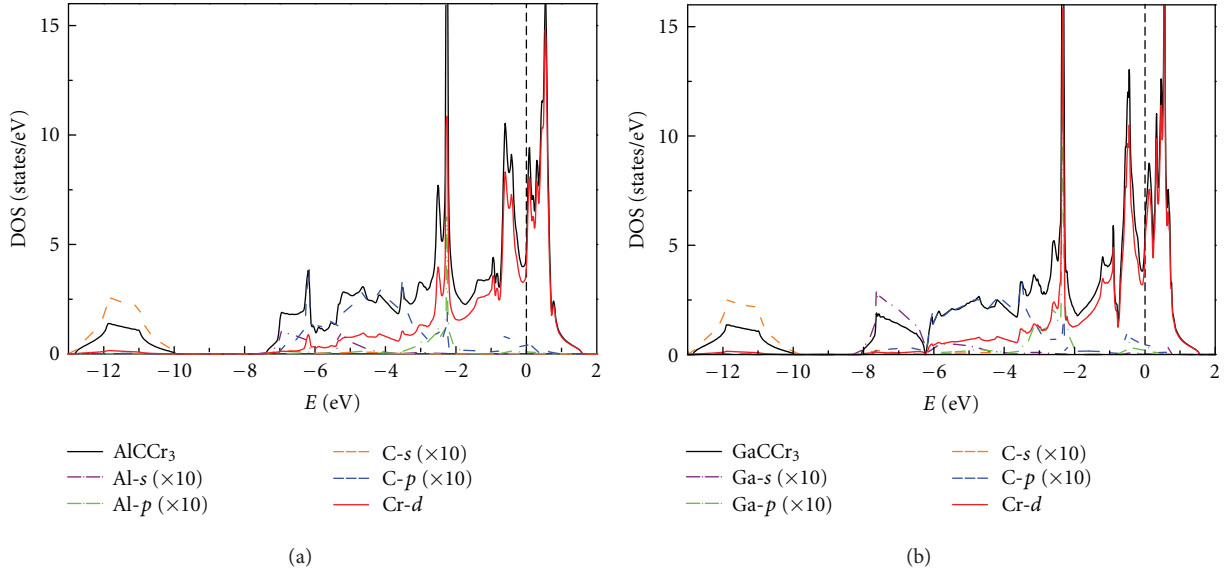 15
10
5
0
DOS (states/eV)
−12 −10 −8 −6 −4 −2 0 2
E (eV)
AlCCr₃
Al-s (×10)
Al-p (×10)
C-s (×10)
C-p (×10)
Cr-d
(a)
15
10
5
0
DOS (states/eV)
−12 −10 −8 −6 −4 −2 0 2
E (eV)
GaCCr₃
Ga-s (×10)
Ga-p (×10)
C-s (×10)
C-p (×10)
Cr-d
(b)